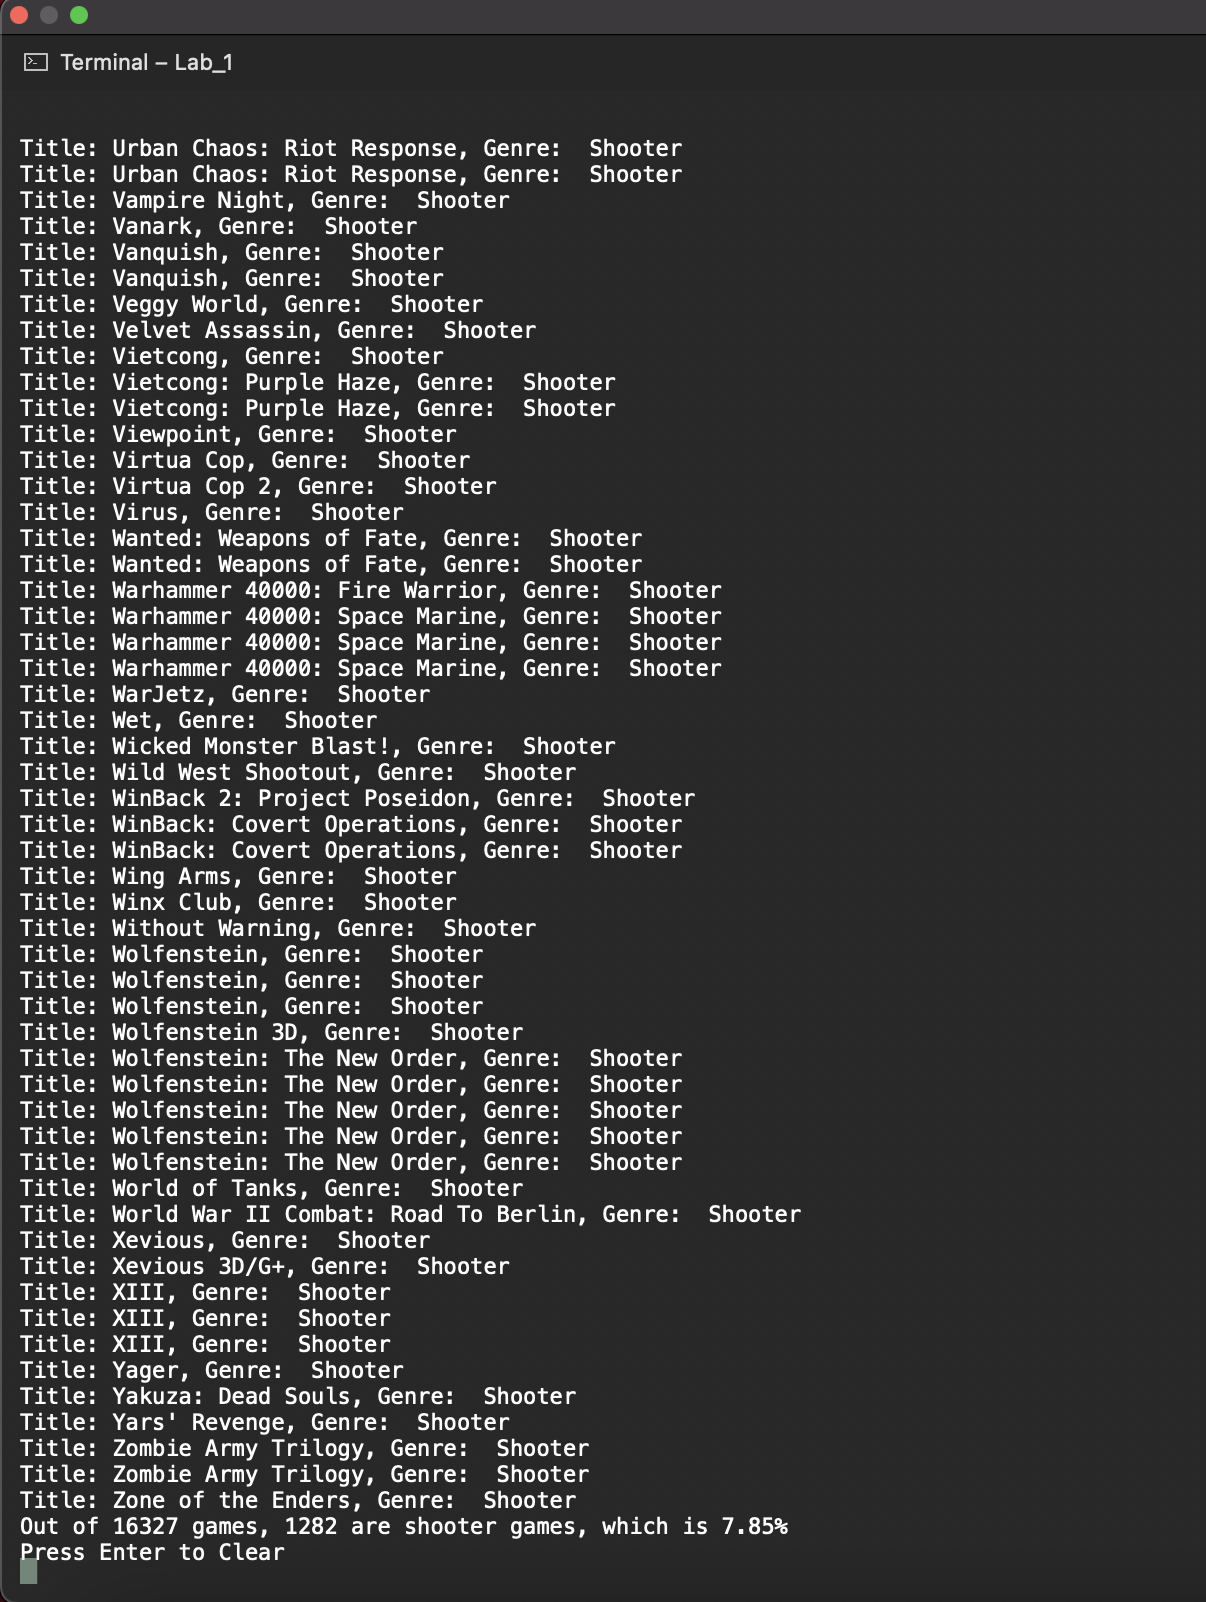 Terminal – Lab_1
Title: Urban Chaos: Riot Response, Genre:  Shooter
Title: Urban Chaos: Riot Response, Genre:  Shooter
Title: Vampire Night, Genre:  Shooter
Title: Vanark, Genre:  Shooter
Title: Vanquish, Genre:  Shooter
Title: Vanquish, Genre:  Shooter
Title: Veggy World, Genre:  Shooter
Title: Velvet Assassin, Genre:  Shooter
Title: Vietcong, Genre:  Shooter
Title: Vietcong: Purple Haze, Genre:  Shooter
Title: Vietcong: Purple Haze, Genre:  Shooter
Title: Viewpoint, Genre:  Shooter
Title: Virtua Cop, Genre:  Shooter
Title: Virtua Cop 2, Genre:  Shooter
Title: Virus, Genre:  Shooter
Title: Wanted: Weapons of Fate, Genre:  Shooter
Title: Wanted: Weapons of Fate, Genre:  Shooter
Title: Warhammer 40000: Fire Warrior, Genre:  Shooter
Title: Warhammer 40000: Space Marine, Genre:  Shooter
Title: Warhammer 40000: Space Marine, Genre:  Shooter
Title: Warhammer 40000: Space Marine, Genre:  Shooter
Title: WarJetz, Genre:  Shooter
Title: Wet, Genre:  Shooter
Title: Wicked Monster Blast!, Genre:  Shooter
Title: Wild West Shootout, Genre:  Shooter
Title: WinBack 2: Project Poseidon, Genre:  Shooter
Title: WinBack: Covert Operations, Genre:  Shooter
Title: WinBack: Covert Operations, Genre:  Shooter
Title: Wing Arms, Genre:  Shooter
Title: Winx Club, Genre:  Shooter
Title: Without Warning, Genre:  Shooter
Title: Wolfenstein, Genre:  Shooter
Title: Wolfenstein, Genre:  Shooter
Title: Wolfenstein, Genre:  Shooter
Title: Wolfenstein 3D, Genre:  Shooter
Title: Wolfenstein: The New Order, Genre:  Shooter
Title: Wolfenstein: The New Order, Genre:  Shooter
Title: Wolfenstein: The New Order, Genre:  Shooter
Title: Wolfenstein: The New Order, Genre:  Shooter
Title: Wolfenstein: The New Order, Genre:  Shooter
Title: World of Tanks, Genre:  Shooter
Title: World War II Combat: Road To Berlin, Genre:  Shooter
Title: Xevious, Genre:  Shooter
Title: Xevious 3D/G+, Genre:  Shooter
Title: XIII, Genre:  Shooter
Title: XIII, Genre:  Shooter
Title: XIII, Genre:  Shooter
Title: Yager, Genre:  Shooter
Title: Yakuza: Dead Souls, Genre:  Shooter
Title: Yars' Revenge, Genre:  Shooter
Title: Zombie Army Trilogy, Genre:  Shooter
Title: Zombie Army Trilogy, Genre:  Shooter
Title: Zone of the Enders, Genre:  Shooter
Out of 16327 games, 1282 are shooter games, which is 7.85%
Press Enter to Clear